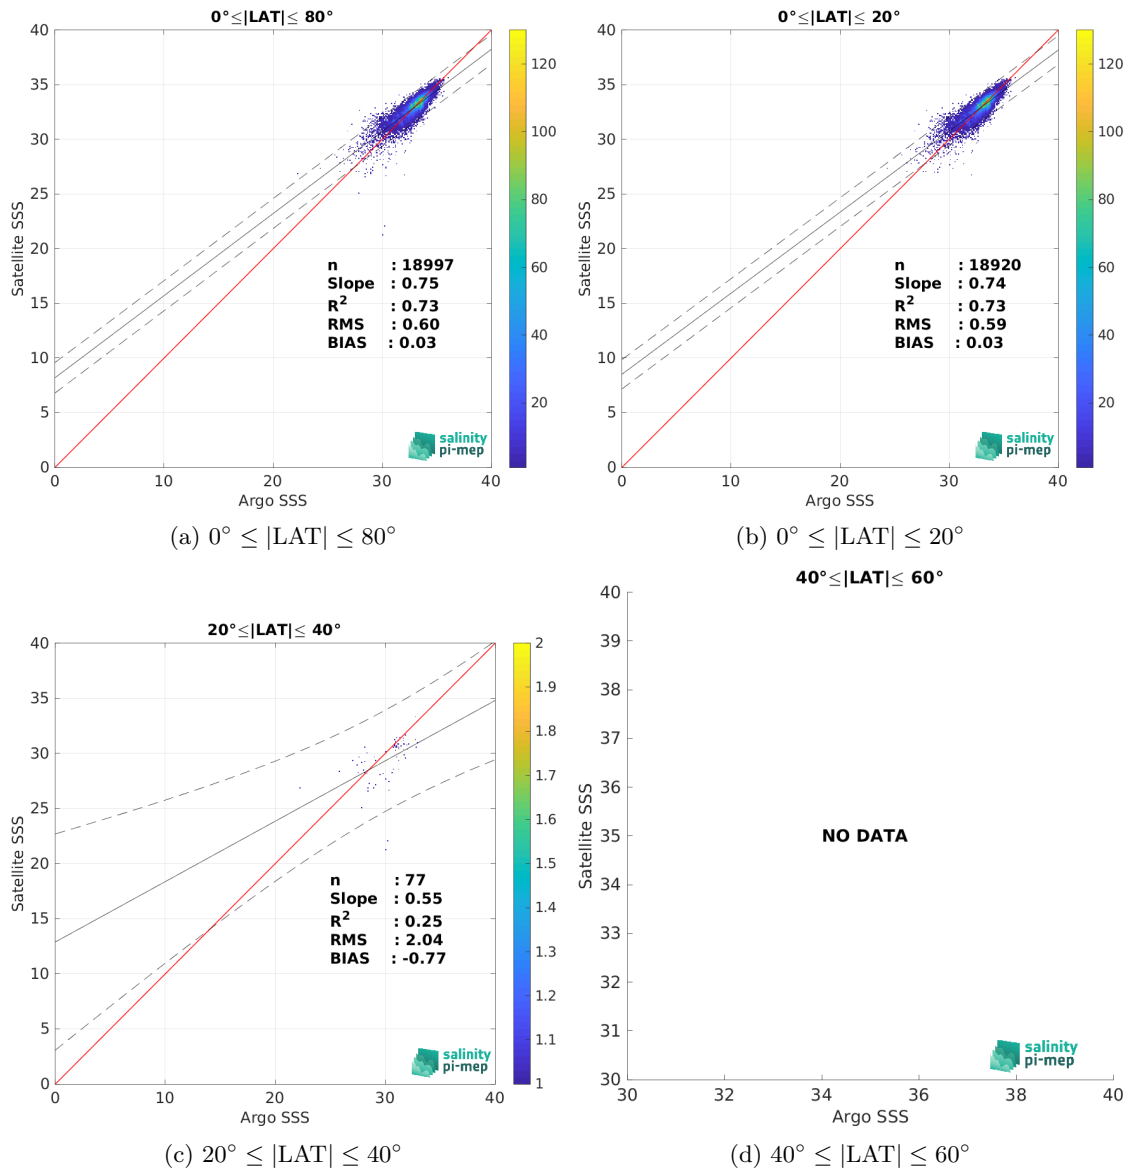 0°≤|LAT|≤ 80°
40
35
30
25
20
15
10
5
0
Satellite SSS
n : 18997
Slope : 0.75
R2 : 0.73
RMS : 0.60
BIAS : 0.03
salinity
pi-mep
0 10 20 30 40
Argo SSS
120
100
80
60
40
20
(a) 0° ≤ |LAT| ≤ 80°
0°≤|LAT|≤ 20°
40
35
30
25
20
15
10
5
0
Satellite SSS
n : 18920
Slope : 0.74
R2 : 0.73
RMS : 0.59
BIAS : 0.03
salinity
pi-mep
0 10 20 30 40
Argo SSS
120
100
80
60
40
20
(b) 0° ≤ |LAT| ≤ 20°
20°≤|LAT|≤ 40°
40
35
30
25
20
15
10
5
0
Satellite SSS
n : 77
Slope : 0.55
R2 : 0.25
RMS : 2.04
BIAS : -0.77
salinity
pi-mep
0 10 20 30 40
Argo SSS
2
1.9
1.8
1.7
1.6
1.5
1.4
1.3
1.2
1.1
1
(c) 20° ≤ |LAT| ≤ 40°
40°≤|LAT|≤ 60°
40
39
38
37
36
35
34
33
32
31
30
Satellite SSS
NO DATA
salinity
pi-mep
30 32 34 36 38 40
Argo SSS
(d) 40° ≤ |LAT| ≤ 60°